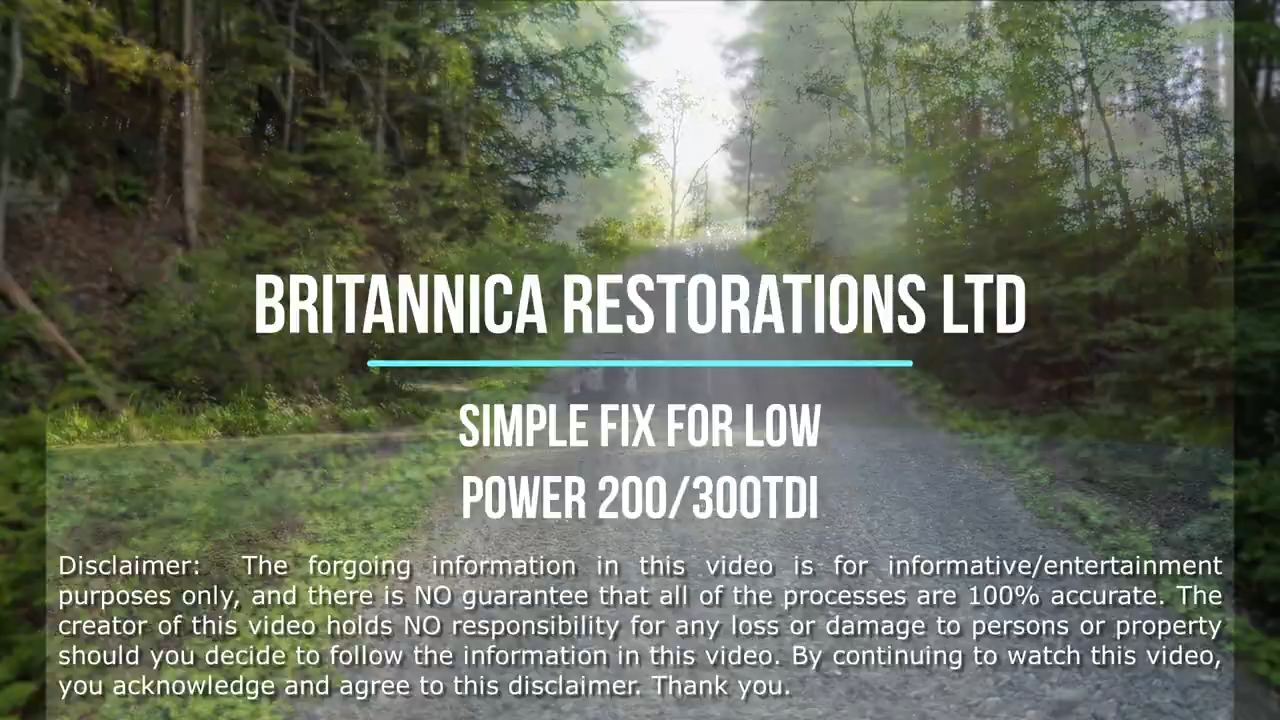 BRITANNICA RESTORATIONS LTD
SIMPLE FIX FOR LOW
POWER 200/300TDI
Disclaimer: The forgoing information in this video is for informative/entertainment
purposes only, and there is NO guarantee that all of the processes are 100% accurate. The
creator of this video holds NO responsibility for any loss or damage to persons or property
should you decide to follow the information in this video. By continuing to watch this video,
you acknowledge and agree to this disclaimer. Thank you.